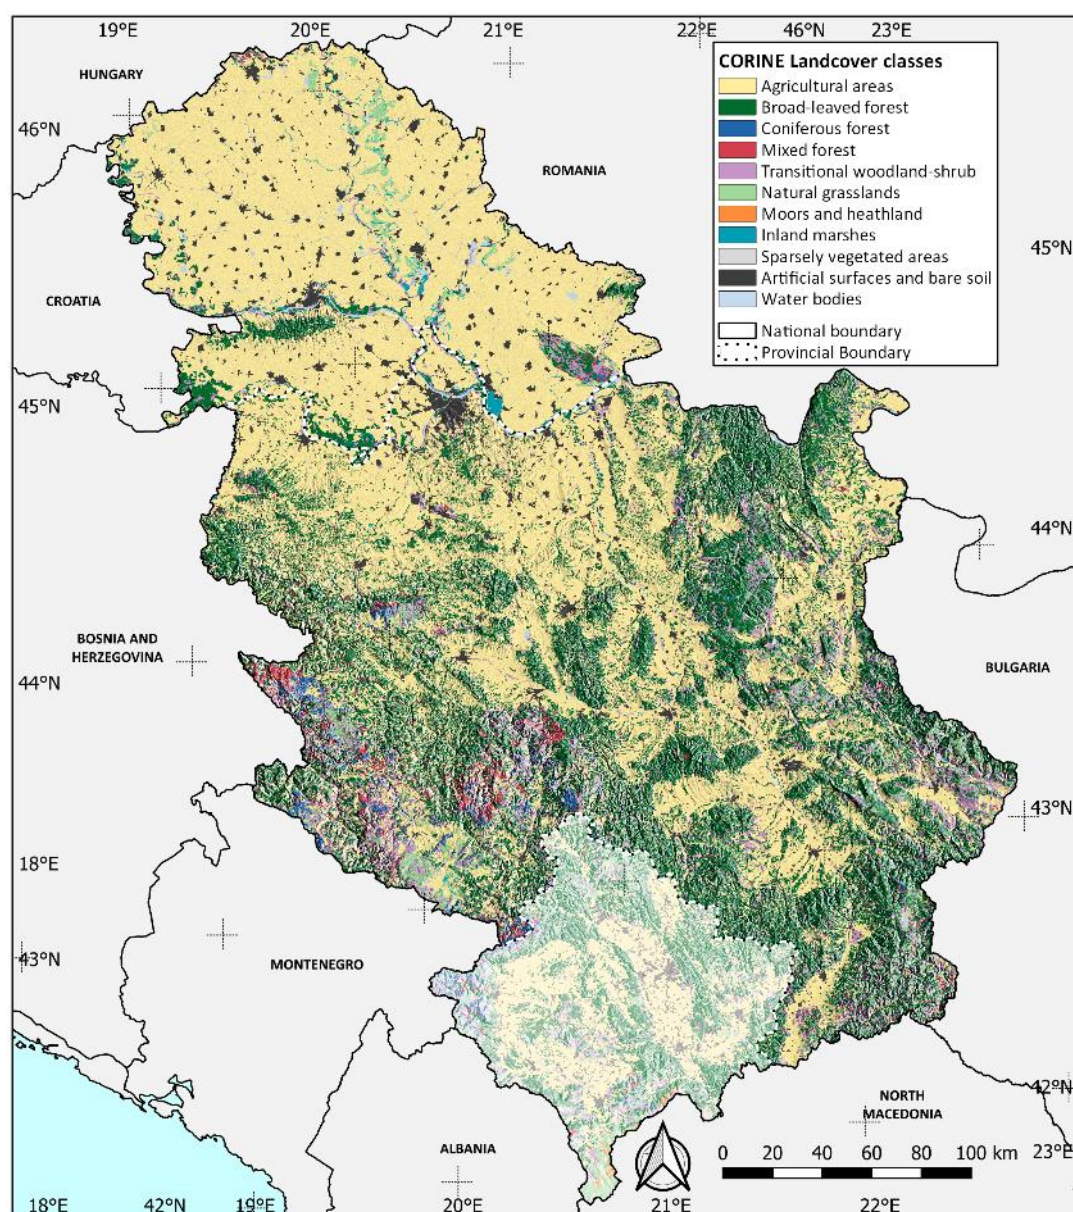 19°E 20°E 21°E 22°E 46°N 23°E
HUNGARY
46°N
ROMANIA
CORINE Landcover classes
Agricultural areas
Broad-leaved forest
Coniferous forest
Mixed forest
Transitional woodland-shrub
Natural grasslands
Moors and heathland
Inland marshes
Sparsely vegetated areas
Artificial surfaces and bare soil
Water bodies
National boundary
Provincial Boundary
45°N
CROATIA
45°N
44°N
BOSNIA AND
HERZEGOVINA
44°N
BULGARIA
43°N
18°E
43°N
MONTENEGRO
42°N
NORTH
MACEDONIA
ALBANIA
0 20 40 60 80 100 km
23°E
18°E 42°N 19°E 20°E 21°E 22°E